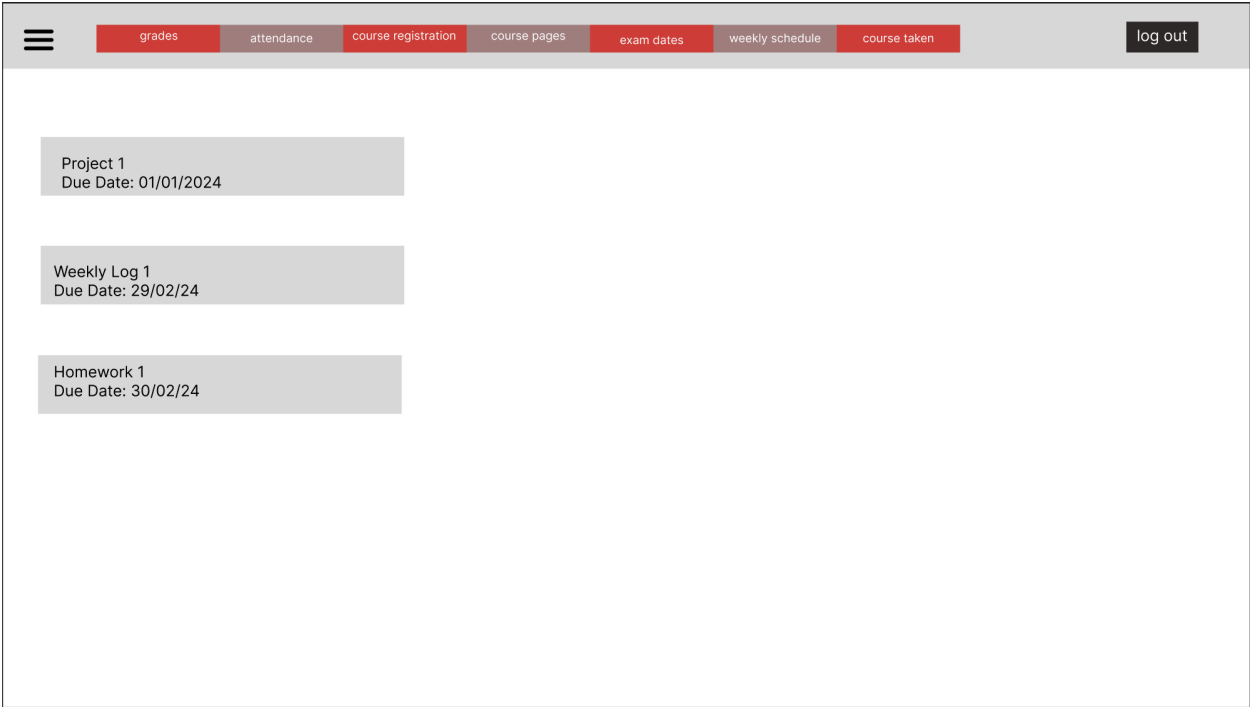 grades
attendance
course registration
course pages
exam dates
weekly schedule
course taken
log out
Project 1
Due Date: 01/01/2024
Weekly Log 1
Due Date: 29/02/24
Homework 1
Due Date: 30/02/24